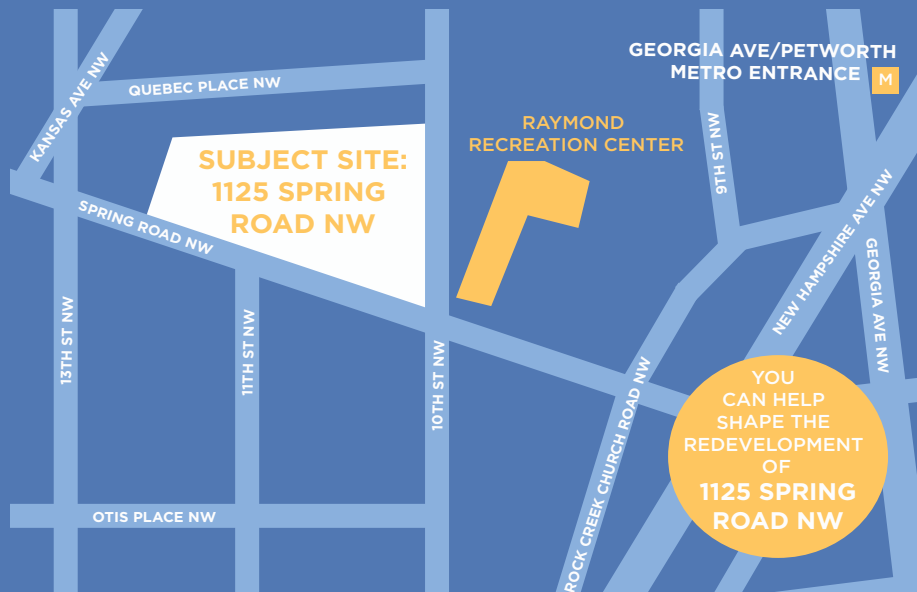 GEORGIA AVE/PETWORTH
METRO ENTRANCE
M
KANSAS AVE NW
QUEBEC PLACE NW
RAYMOND
RECREATION CENTER
9TH ST NW
SUBJECT SITE:
1125 SPRING
ROAD NW
SPRING ROAD NW
NEW HAMPSHIRE AVE NW
GEORGIA AVE NW
13TH ST NW
11TH ST NW
10TH ST NW
ROCK CREEK CHURCH ROAD NW
YOU
CAN HELP
SHAPE THE
REDEVELOPMENT
OF
1125 SPRING
ROAD NW
OTIS PLACE NW